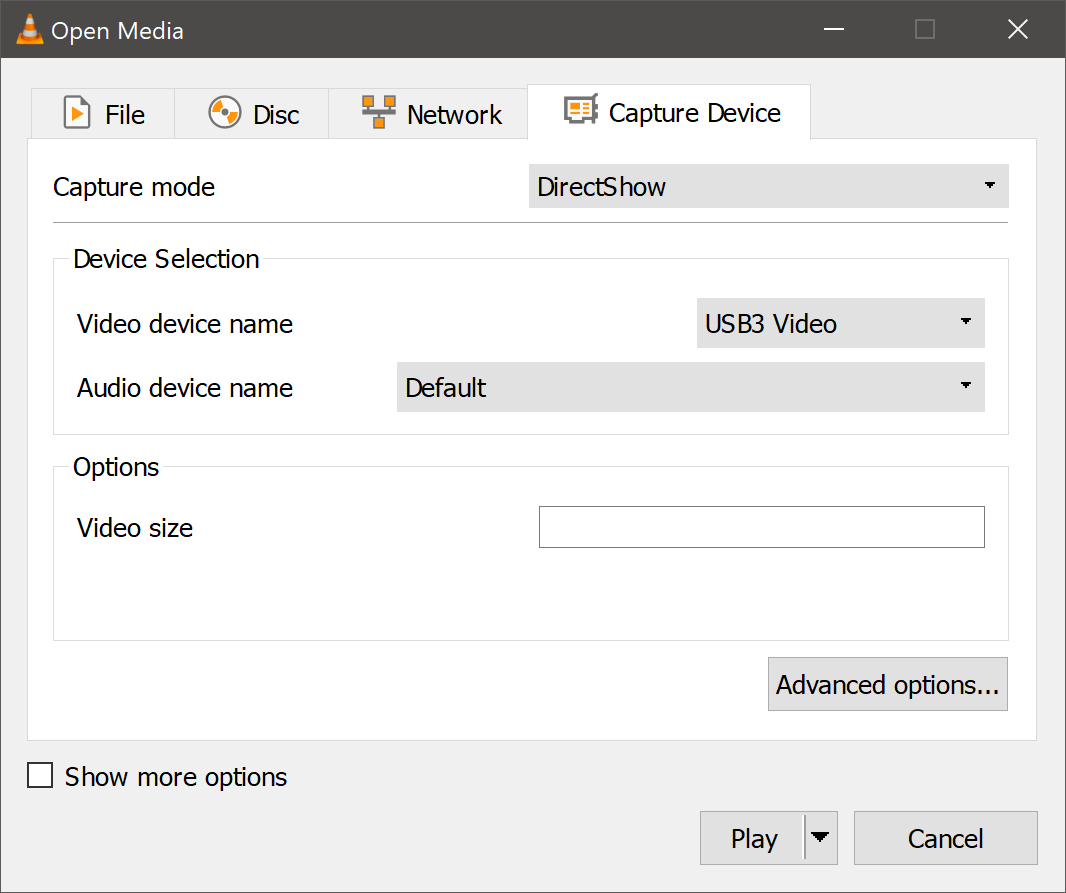 Open Media
File Disc Network Capture Device
Capture mode DirectShow
Device Selection
Video device name USB3 Video
Audio device name Default
Options
Video size
Advanced options...
Show more options
Play Cancel